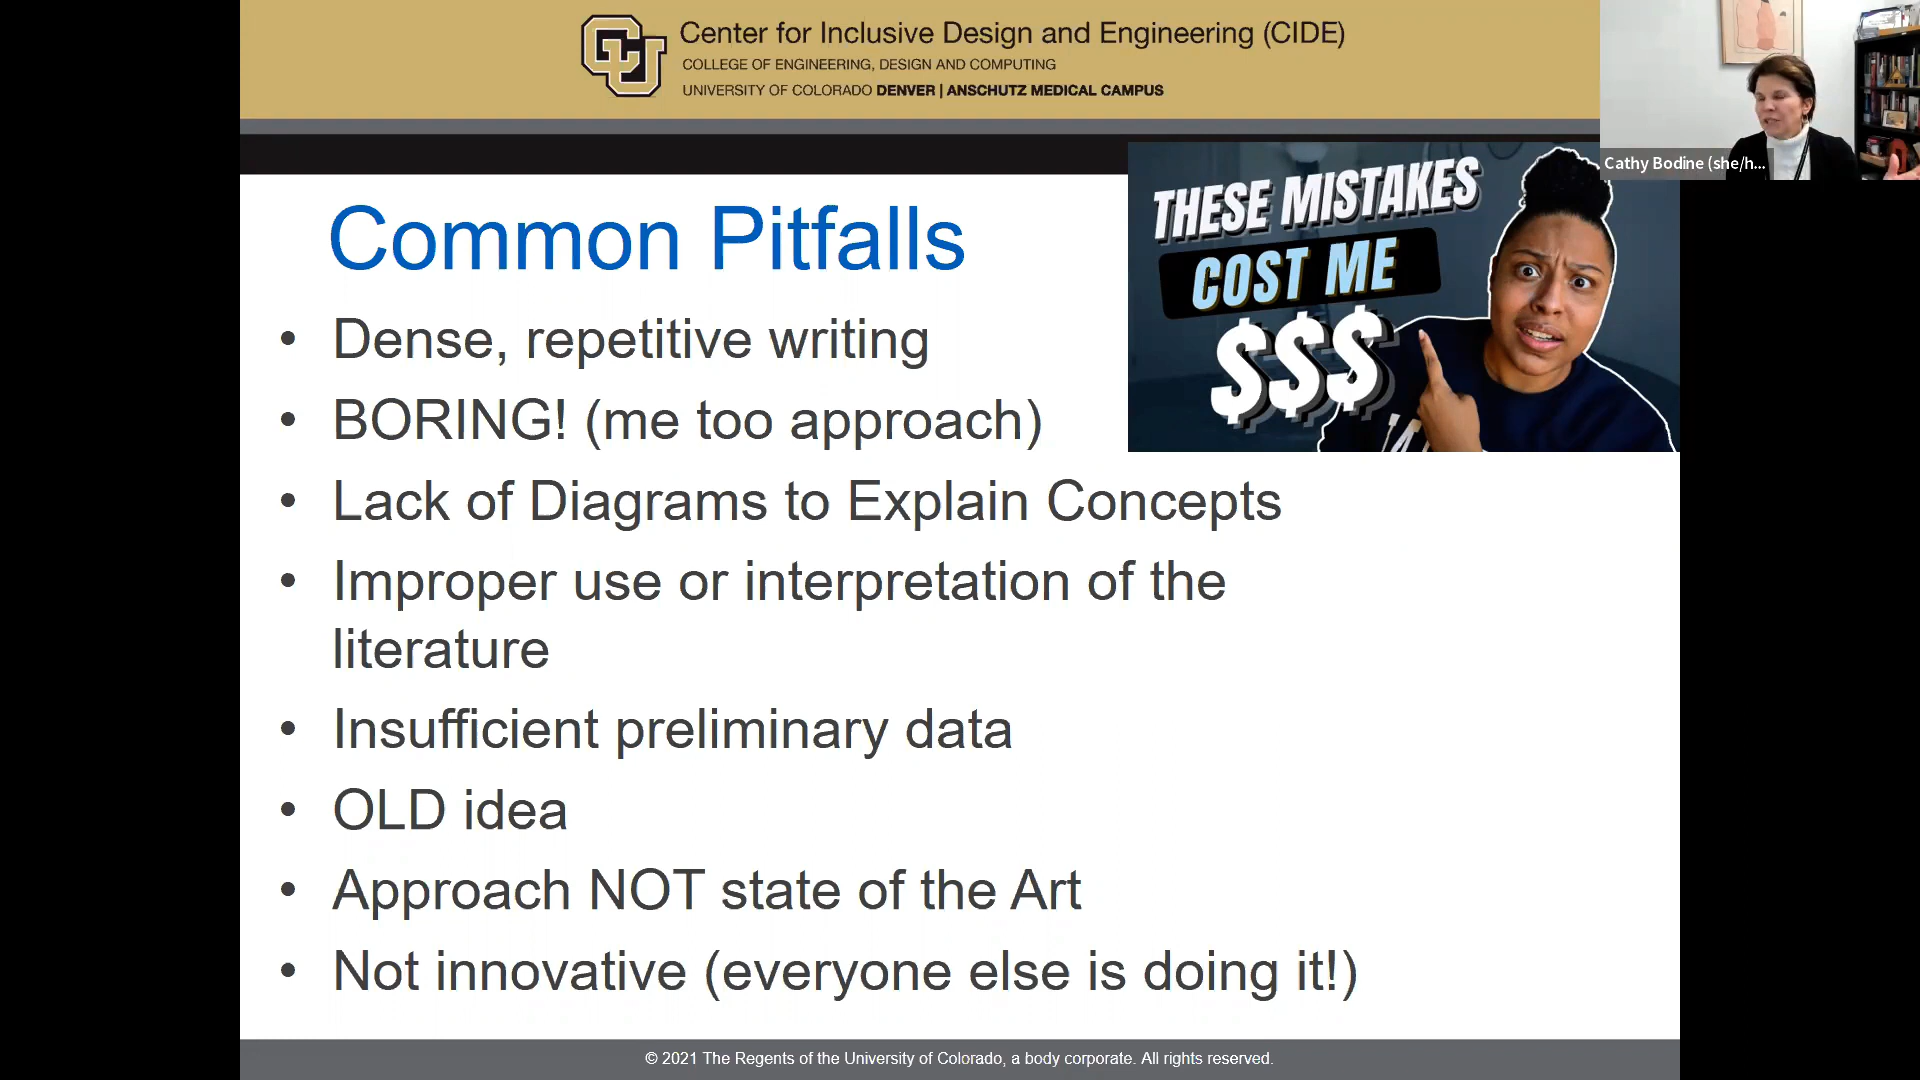 Center for Inclusive Design and Engineering (CIDE)
COLLEGE OF ENGINEERING, DESIGN AND COMPUTING
UNIVERSITY OF COLORADO DENVER | ANSCHUTZ MEDICAL CAMPUS
Cathy Bodine (she/h...
THESE MISTAKES
COST ME
$$$
Common Pitfalls
• Dense, repetitive writing
• BORING! (me too approach)
• Lack of Diagrams to Explain Concepts
• Improper use or interpretation of the
literature
• Insufficient preliminary data
• OLD idea
• Approach NOT state of the Art
• Not innovative (everyone else is doing it!)
© 2021 The Regents of the University of Colorado, a body corporate. All rights reserved.